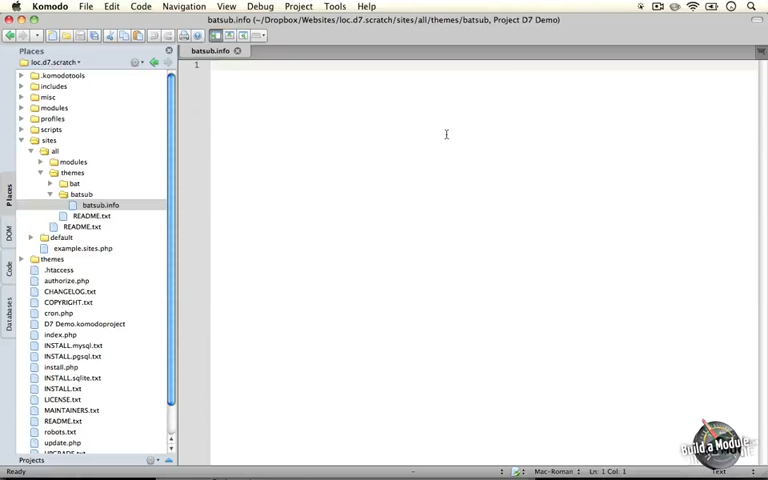 Komodo File Edit Code Navigation View Debug Project Tools Help
batsub.info (~/Dropbox/Websites/loc.d7.scratch/sites/all/themes/batsub, Project D7 Demo)
Places
batsub.info
loc.d7.scratch
1
.komodotools
includes
misc
modules
profiles
scripts
sites
all
modules
themes
bat
batsub
batsub.info
README.txt
README.txt
default
example.sites.php
themes
.htaccess
authorize.php
CHANGELOG.txt
COPYRIGHT.txt
cron.php
D7 Demo.komodoproject
index.php
INSTALL.mysql.txt
INSTALL.pgsql.txt
install.php
INSTALL.sqlite.txt
INSTALL.txt
LICENSE.txt
MAINTAINERS.txt
README.txt
robots.txt
update.php
UPGRADE.txt
Places
DOM
Code
Databases
Projects
Build a Module
Ready
Mac-Roman
Ln: 1 Col: 1
Text